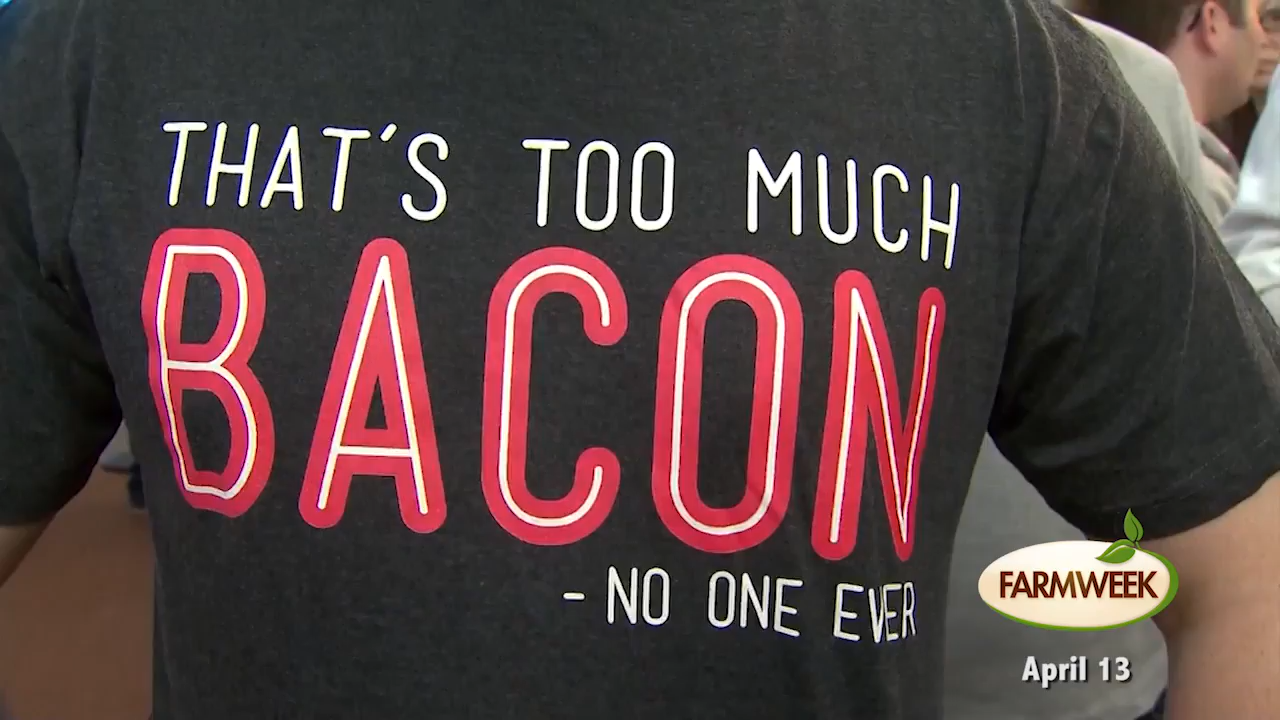 THAT'S TOO MUCH
BACON
- NO ONE EVER
FARMWEEK
April 13